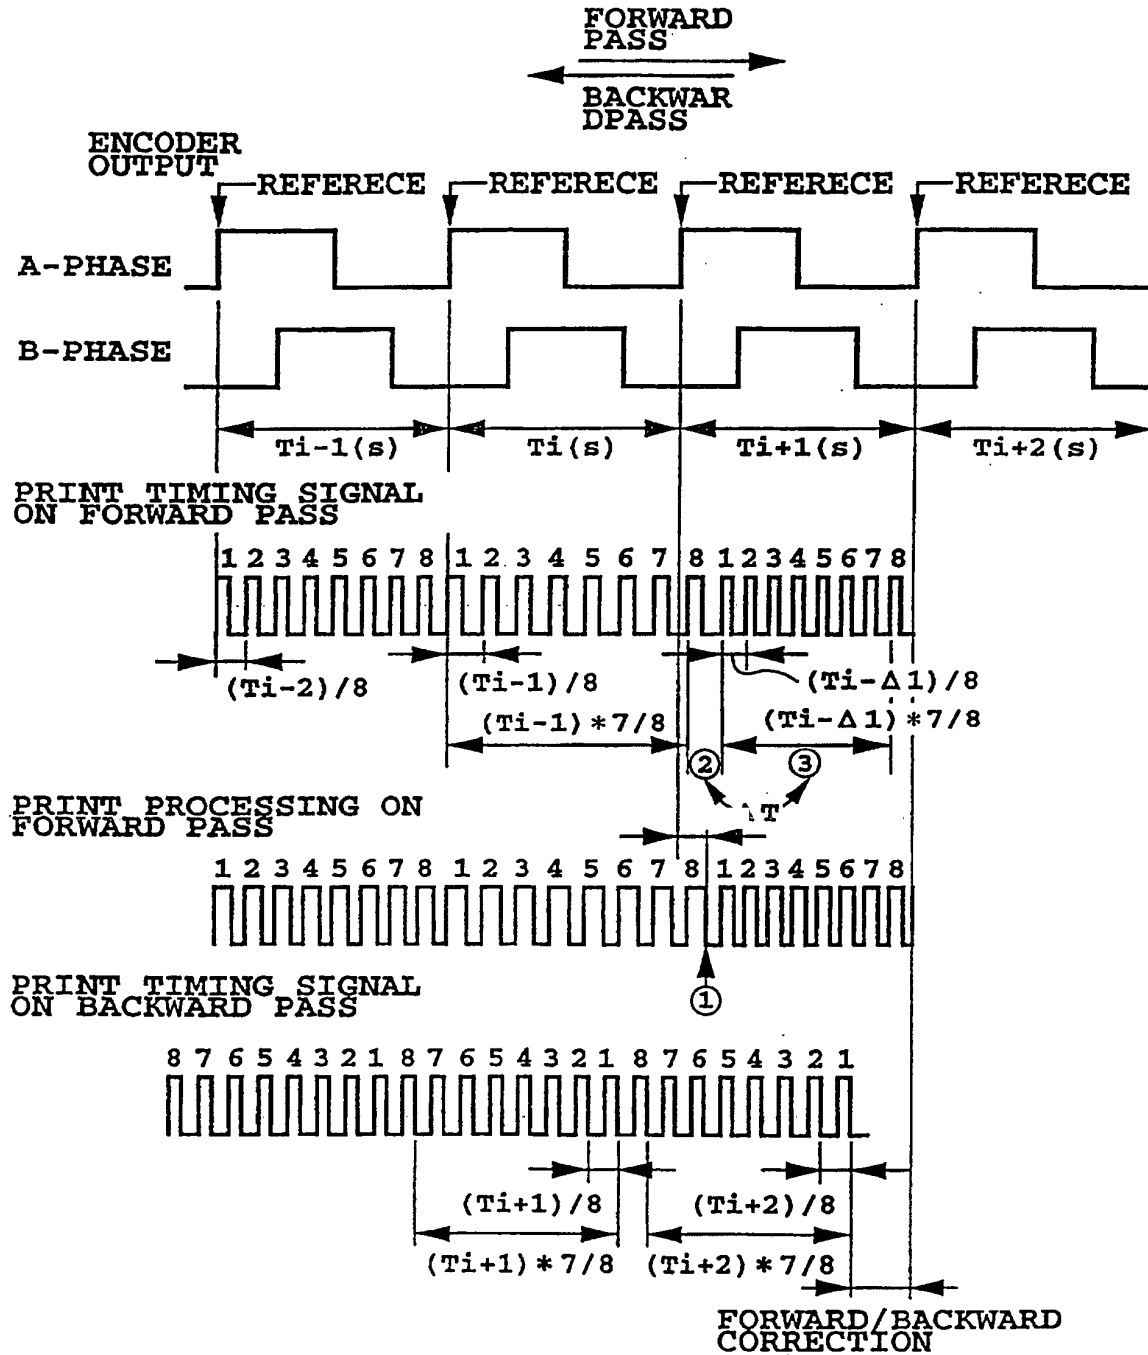 FORWARD
PASS
BACKWAR
DPASS
ENCODER
OUTPUT
REFERECE REFERECE REFERECE REFERECE
A-PHASE
B-PHASE
Ti-1(s) Ti(s) Ti+1(s) Ti+2(s)
PRINT TIMING SIGNAL
ON FORWARD PASS
1 2 3 4 5 6 7 8 1 2 3 4 5 6 7 8 1 2 3 4 5 6 7 8
(Ti-2)/8 (Ti-1)/8 (Ti-Δ1)/8
(Ti-1)*7/8 (Ti-Δ1)*7/8
② ③
T
PRINT PROCESSING ON
FORWARD PASS
1 2 3 4 5 6 7 8 1 2 3 4 5 6 7 8 1 2 3 4 5 6 7 8
①
PRINT TIMING SIGNAL
ON BACKWARD PASS
8 7 6 5 4 3 2 1 8 7 6 5 4 3 2 1 8 7 6 5 4 3 2 1
(Ti+1)/8 (Ti+2)/8
(Ti+1)*7/8 (Ti+2)*7/8
FORWARD/BACKWARD
CORRECTION